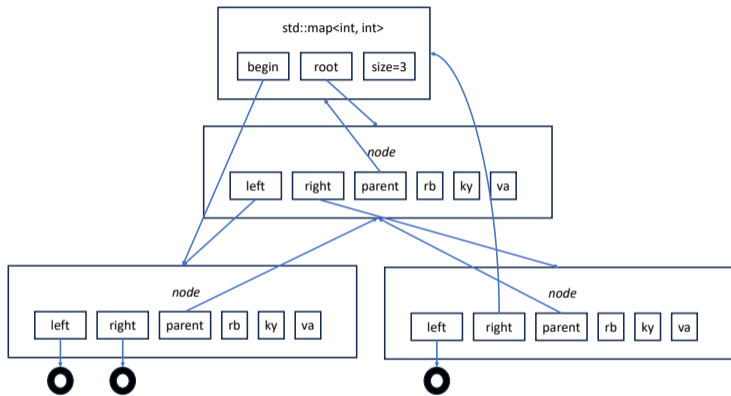 std::map<int, int>
begin root size=3
node
left right parent rb ky va
node
left right parent rb ky va
node
left right parent rb ky va